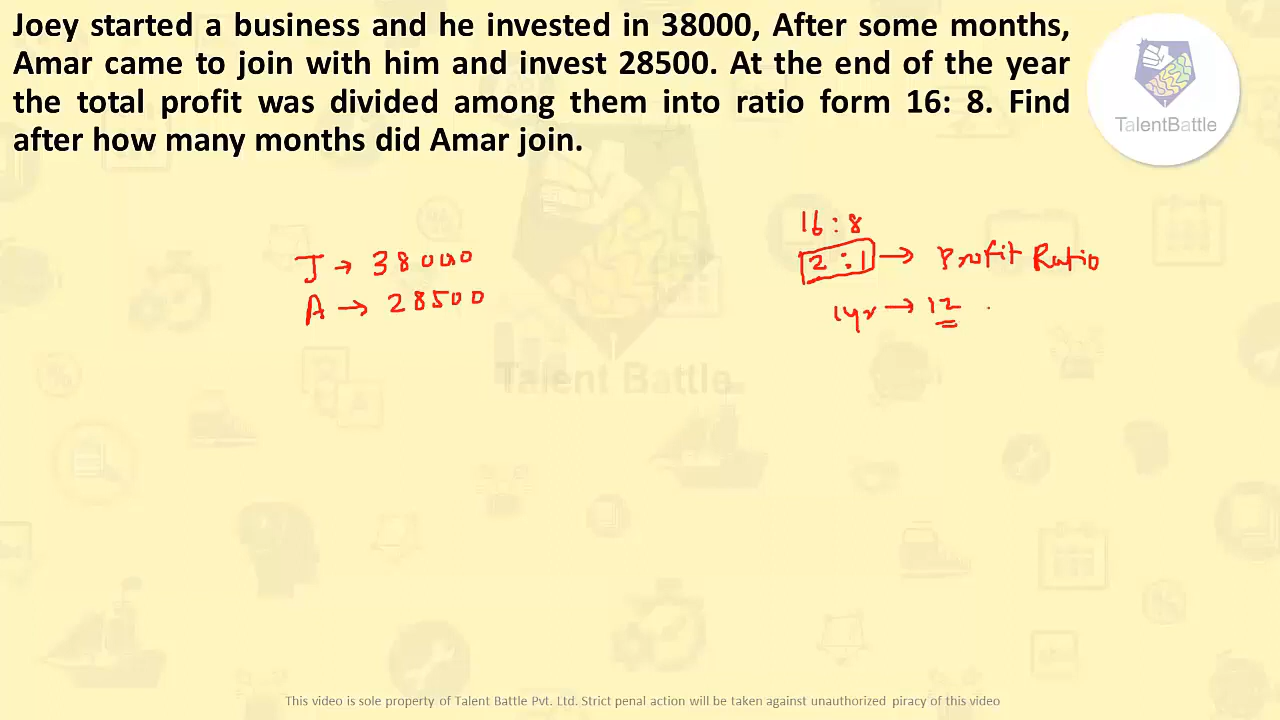 Joey started a business and he invested in 38000, After some months,
Amar came to join with him and invest 28500. At the end of the year
the total profit was divided among them into ratio form 16: 8. Find
after how many months did Amar join.
TalentBattle
16:8
J → 38000
2:1 → Profit Ratio
A → 28500
1yr → 12
Talent Battle
This video is sole property of Talent Battle Pvt. Ltd. Strict penal action will be taken against unauthorized piracy of this video